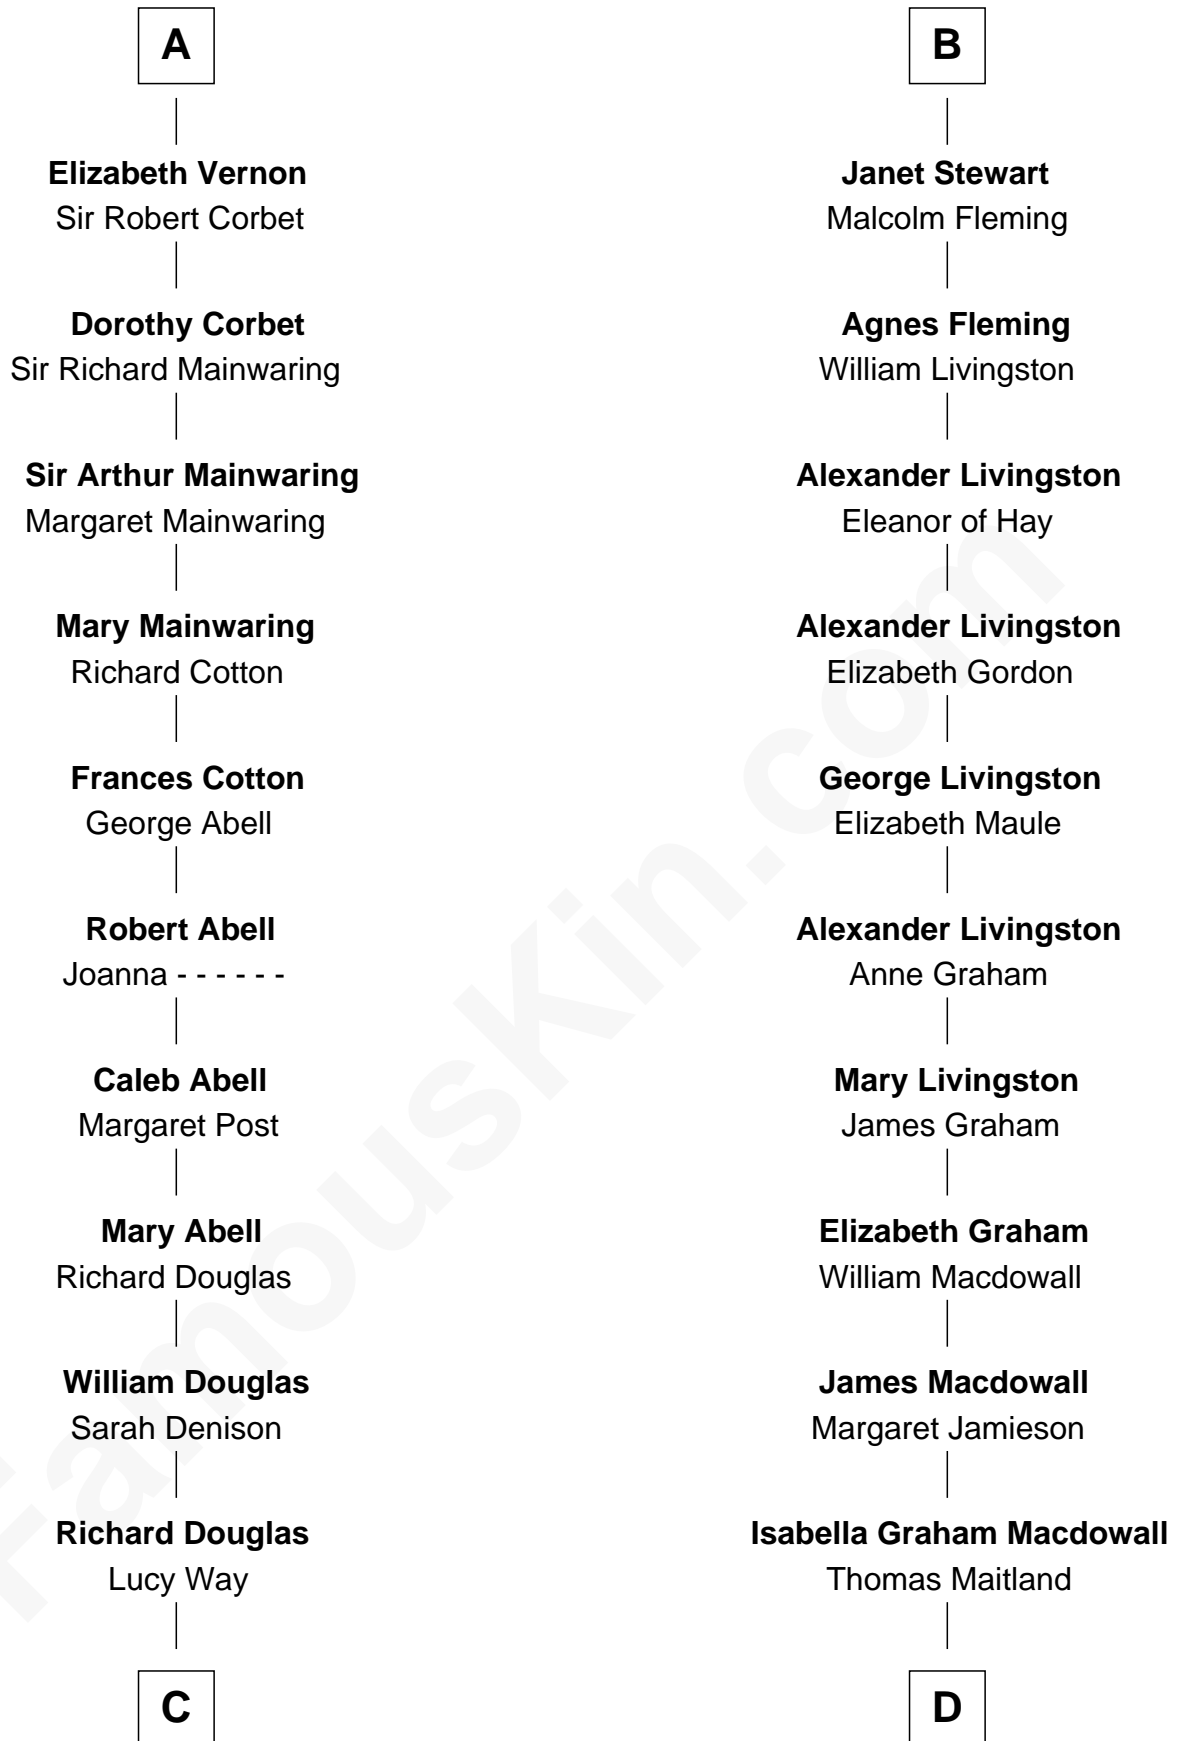 A
Elizabeth Vernon
Sir Robert Corbet
Dorothy Corbet
Sir Richard Mainwaring
Sir Arthur Mainwaring
Margaret Mainwaring
Mary Mainwaring
Richard Cotton
Frances Cotton
George Abell
Robert Abell
Joanna - - - - - -
Caleb Abell
Margaret Post
Mary Abell
Richard Douglas
William Douglas
Sarah Denison
Richard Douglas
Lucy Way
C
B
Janet Stewart
Malcolm Fleming
Agnes Fleming
William Livingston
Alexander Livingston
Eleanor of Hay
Alexander Livingston
Elizabeth Gordon
George Livingston
Elizabeth Maule
Alexander Livingston
Anne Graham
Mary Livingston
James Graham
Elizabeth Graham
William Macdowall
James Macdowall
Margaret Jamieson
Isabella Graham Macdowall
Thomas Maitland
D
FamousKin.com